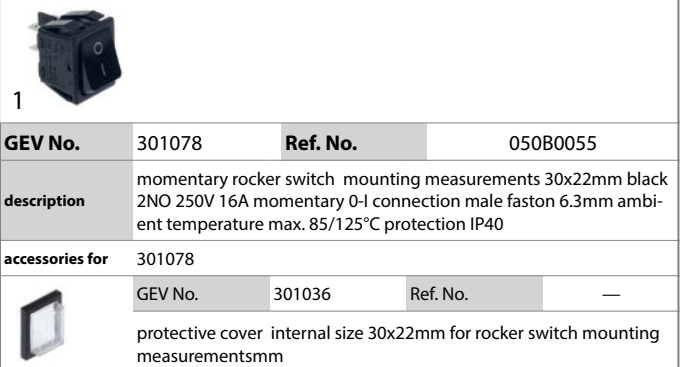 1
GEV No. 301078 Ref. No. 050B0055
description
momentary rocker switch mounting measurements 30x22mm black
2NO 250V 16A momentary 0-I connection male faston 6.3mm ambi-
ent temperature max. 85/125°C protection IP40
accessories for 301078
GEV No. 301036 Ref. No. —
protective cover internal size 30x22mm for rocker switch mounting
measurementsmm